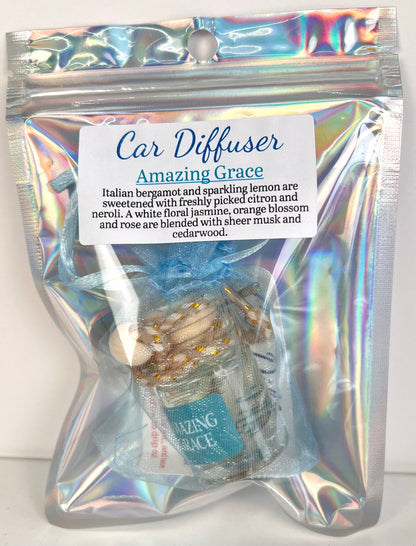 Car Diffuser
Amazing Grace
Italian bergamot and sparkling lemon are
sweetened with freshly picked citron and
neroli. A white floral jasmine, orange blossom
and rose are blended with sheer musk and
cedarwood.
MAZING
GRACE